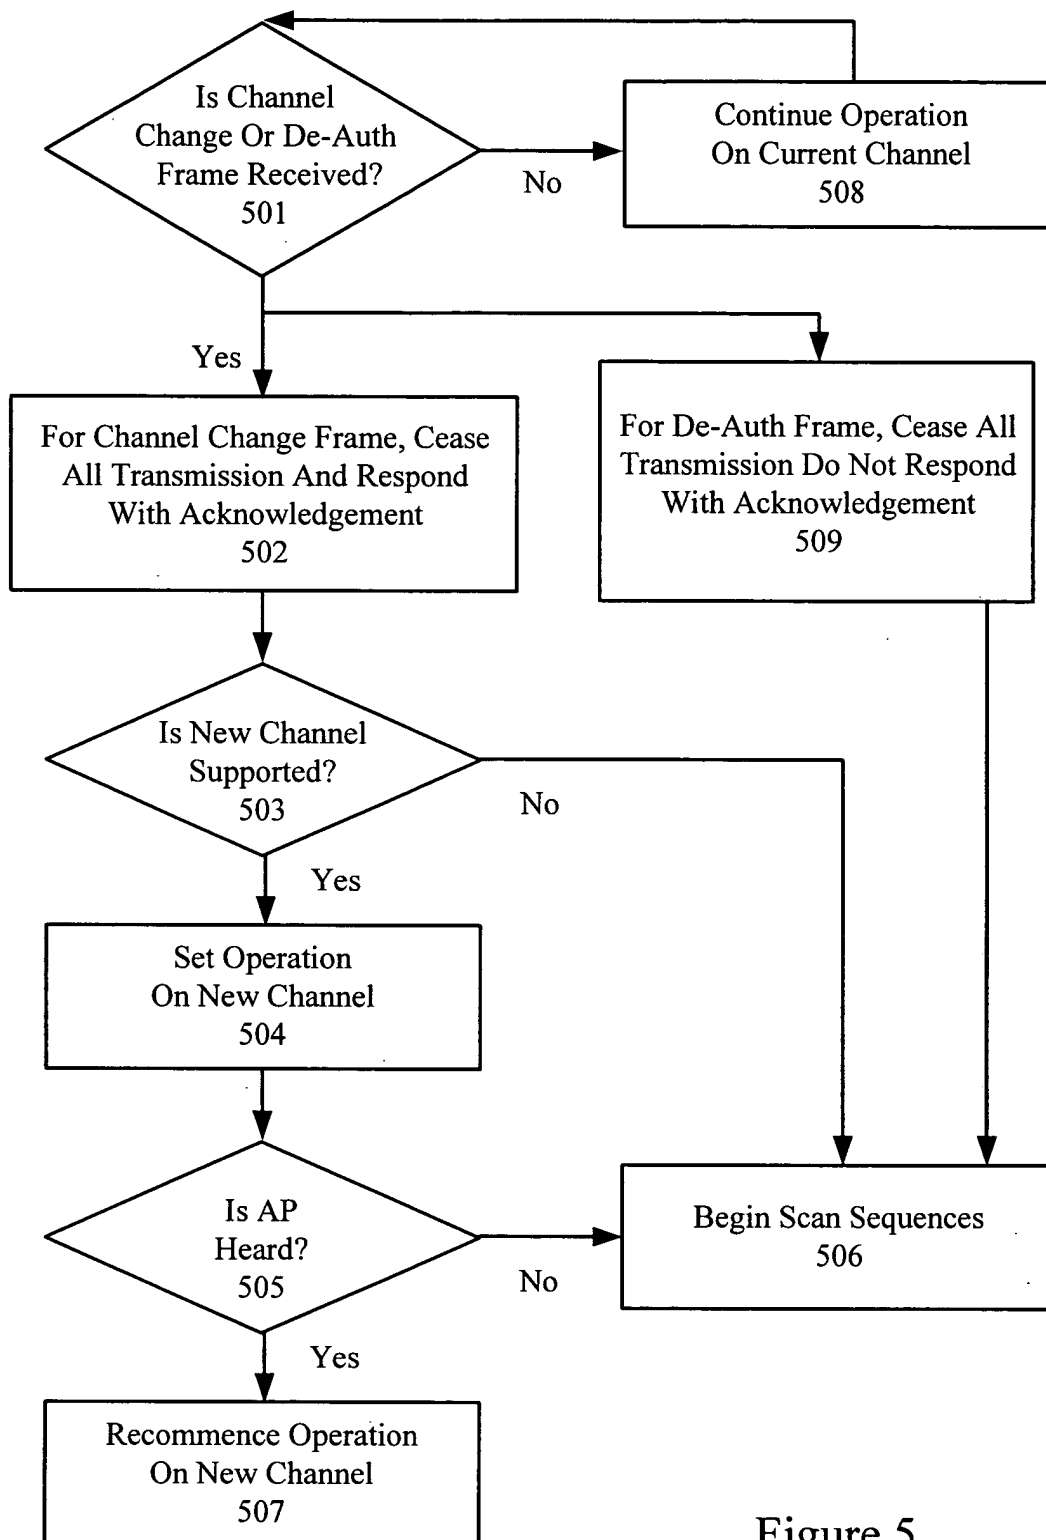 Is Channel
Change Or De-Auth
Frame Received?
501
No
Continue Operation
On Current Channel
508
Yes
For Channel Change Frame, Cease
All Transmission And Respond
With Acknowledgement
502
For De-Auth Frame, Cease All
Transmission Do Not Respond
With Acknowledgement
509
Is New Channel
Supported?
503
No
Yes
Set Operation
On New Channel
504
Is AP
Heard?
505
No
Begin Scan Sequences
506
Yes
Recommence Operation
On New Channel
507
Figure 5